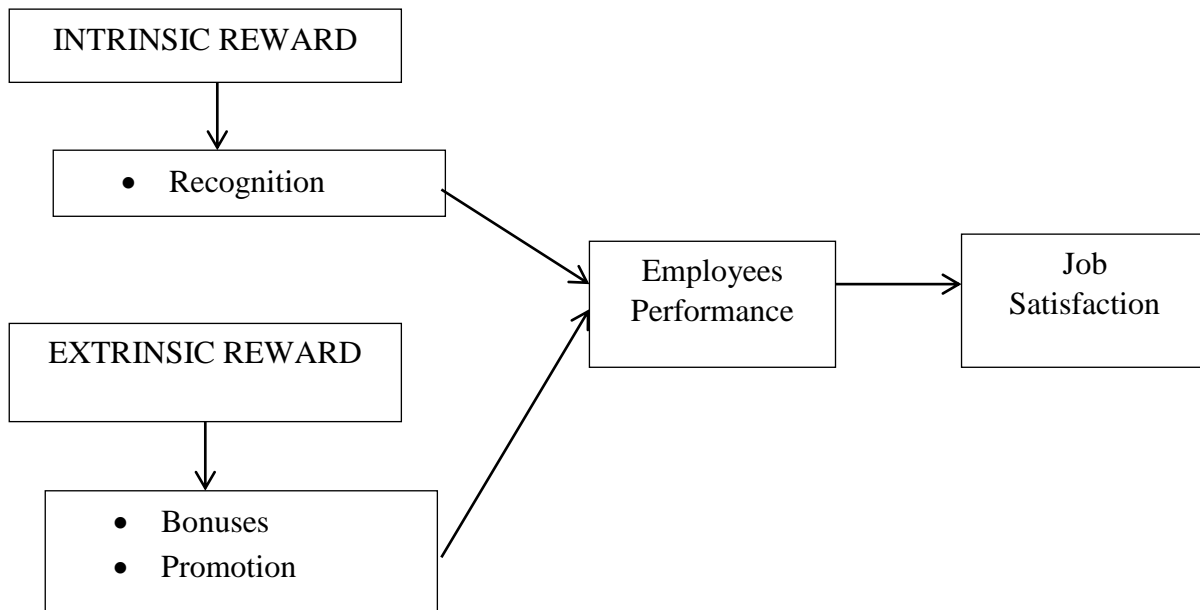 INTRINSIC REWARD
• Recognition
Employees
Performance
Job
Satisfaction
EXTRINSIC REWARD
• Bonuses
• Promotion